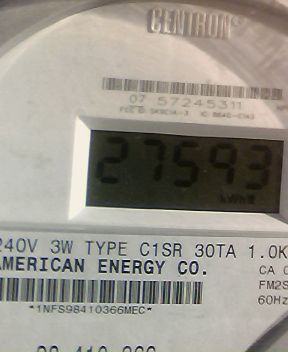 CENTRON®
07 57245311
27593
kWh
240V 3W TYPE C1SR 30TA 1.0K
AMERICAN ENERGY CO.
CA
FM2S
60Hz
*1NFS98410366MEC*